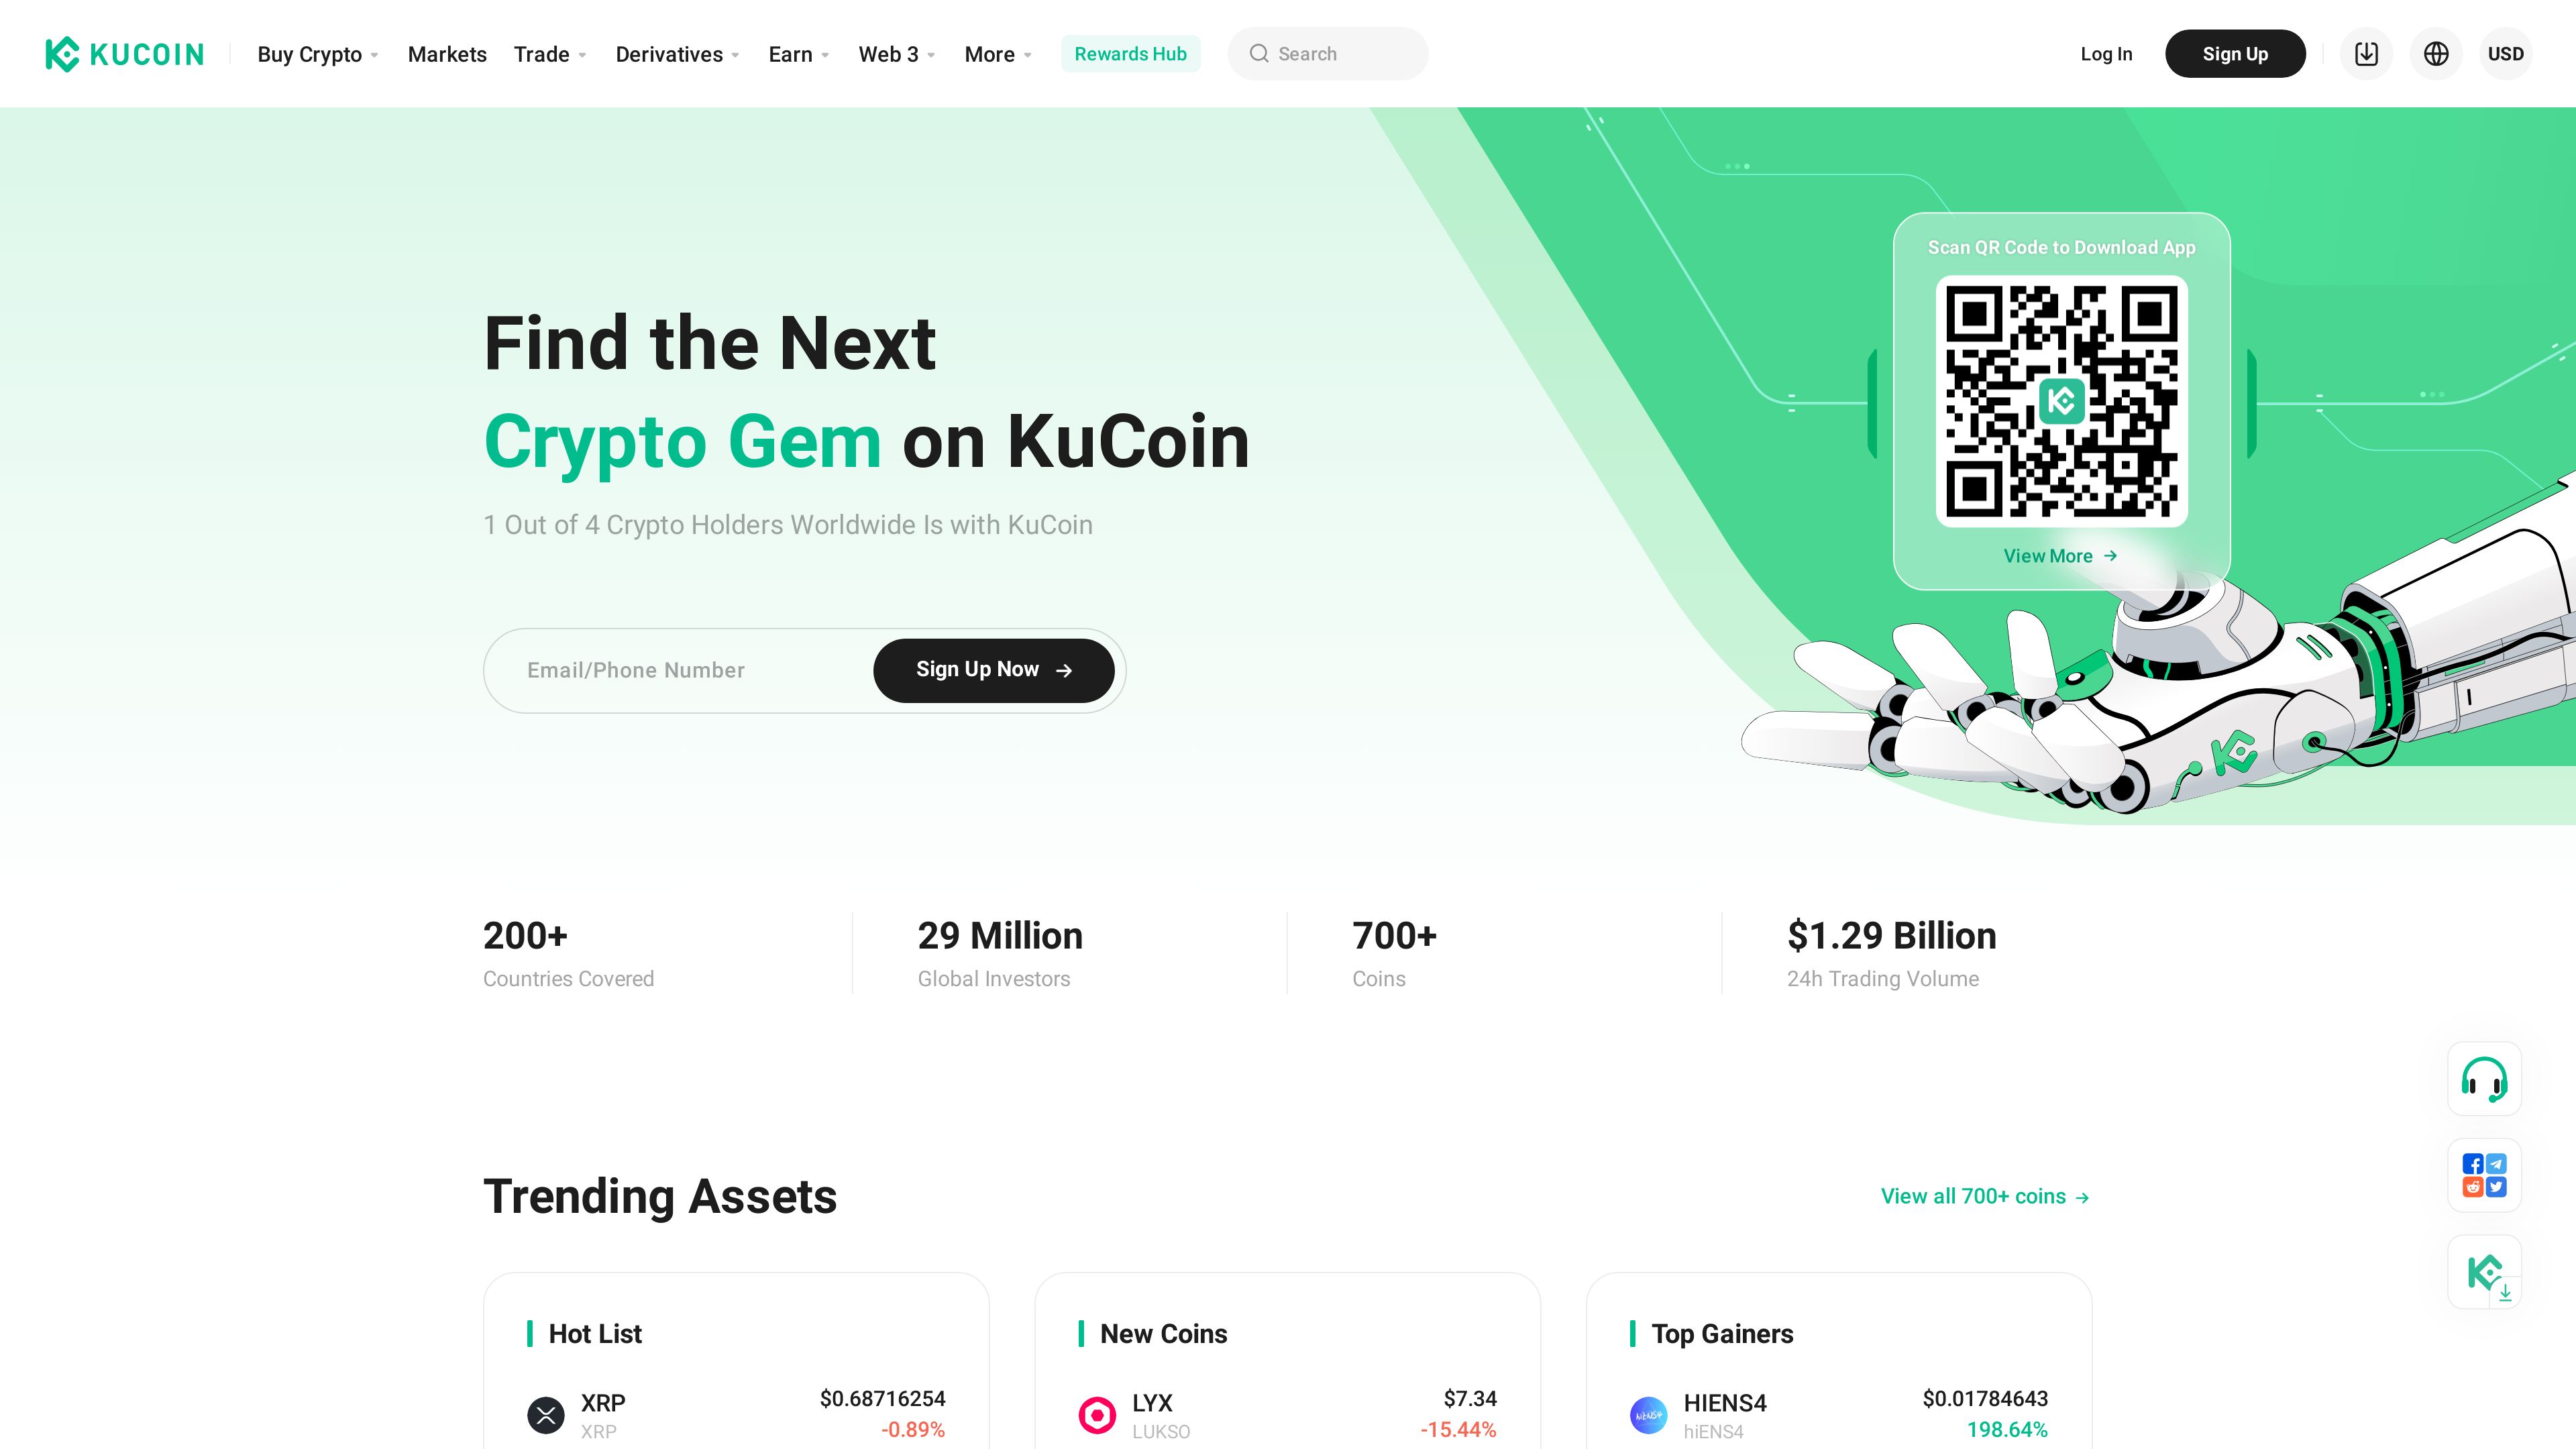 KUCOIN
Buy Crypto
Markets
Trade
Derivatives
Earn
Web 3
More
Rewards Hub
Search
Log In
Sign Up
USD
Scan QR Code to Download App
View More
Find the Next
Crypto Gem on KuCoin
1 Out of 4 Crypto Holders Worldwide Is with KuCoin
Email/Phone Number
Sign Up Now
200+
Countries Covered
29 Million
Global Investors
700+
Coins
$1.29 Billion
24h Trading Volume
Trending Assets
View all 700+ coins
Hot List
XRP
$0.68716254
XRP
-0.89%
New Coins
LYX
$7.34
LUKSO
-15.44%
Top Gainers
hiENS4
HIENS4
$0.01784643
hiENS4
198.64%